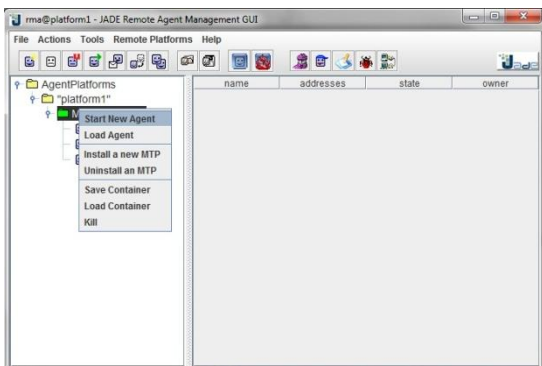 rma@platform1 - JADE Remote Agent Management GUI
File Actions Tools Remote Platforms Help
Jade
AgentPlatforms
name addresses state owner
"platform1"
M
Start New Agent
Load Agent
Install a new MTP
Uninstall an MTP
Save Container
Load Container
Kill